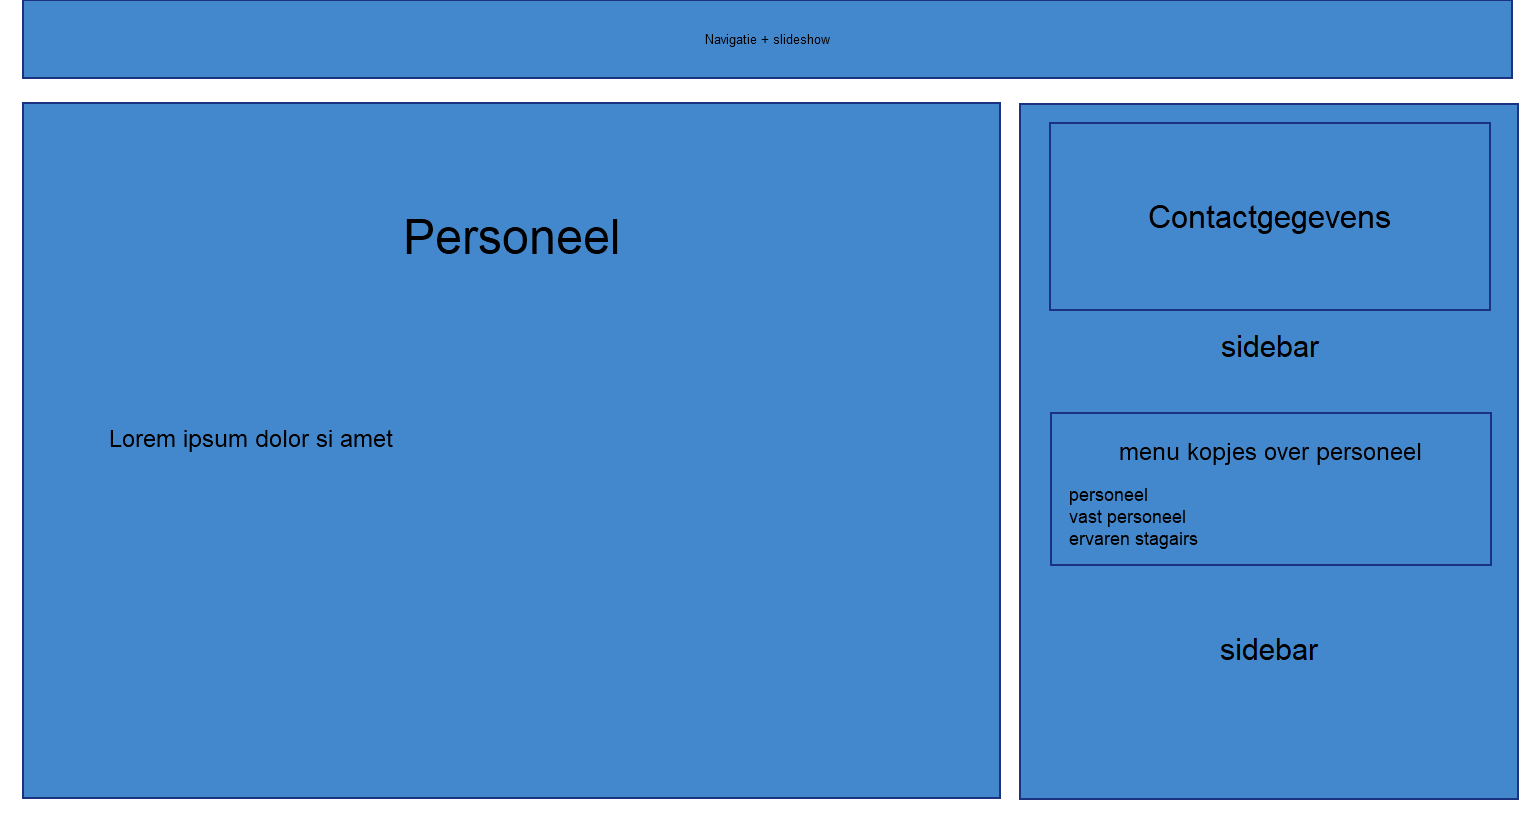 Navigatie + slideshow
Personeel
Lorem ipsum dolor si amet
Contactgegevens
sidebar
menu kopjes over personeel
personeel
vast personeel
ervaren stagairs
sidebar